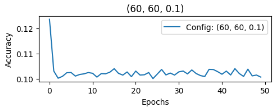 (60, 60, 0.1)
Config: (60, 60, 0.1)
Accuracy
0.12
0.11
0.10
0 10 20 30 40 50
Epochs